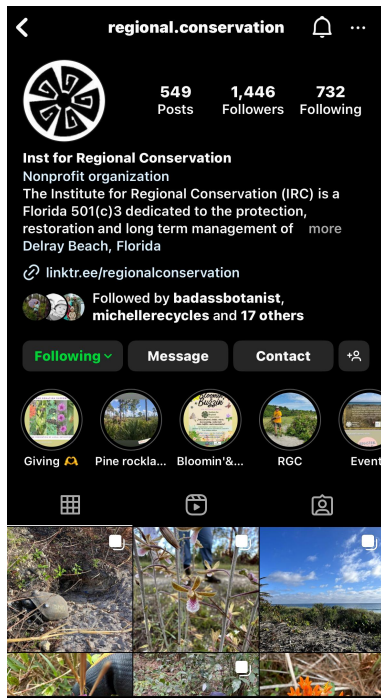 regional.conservation
549 1,446 732
Posts Followers Following
Inst for Regional Conservation
Nonprofit organization
The Institute for Regional Conservation (IRC) is a
Florida 501(c)3 dedicated to the protection,
restoration and long term management of more
Delray Beach, Florida
linktr.ee/regionalconservation
Followed by badassbotanist,
michellerecycles and 17 others
Following Message Contact
Bloomin'
Buzzin
Giving Pine rockla... Bloomin'&... RGC Event